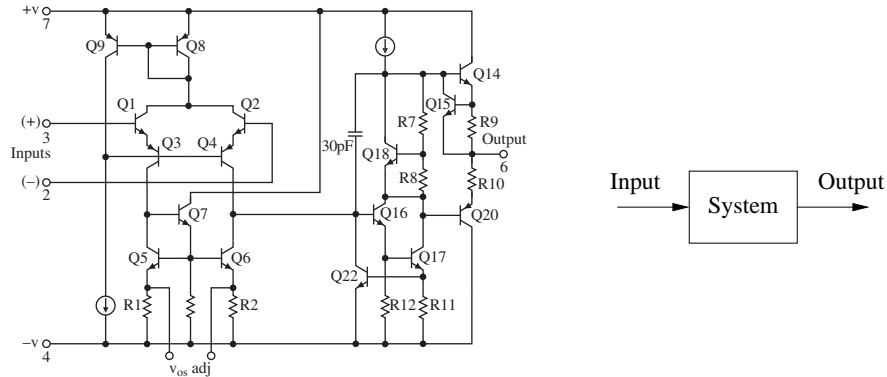 +v
7
Q9
Q8
Q14
Q1
Q2
Q15
(+)
3
R7
R9
Q3
Q4
30pF
Output
6
Inputs
Q18
(−)
2
R8
R10
Q7
Q16
Q20
Q5
Q6
Q17
Q22
R1
R2
R12
R11
−v
4
vos adj
Input
System
Output